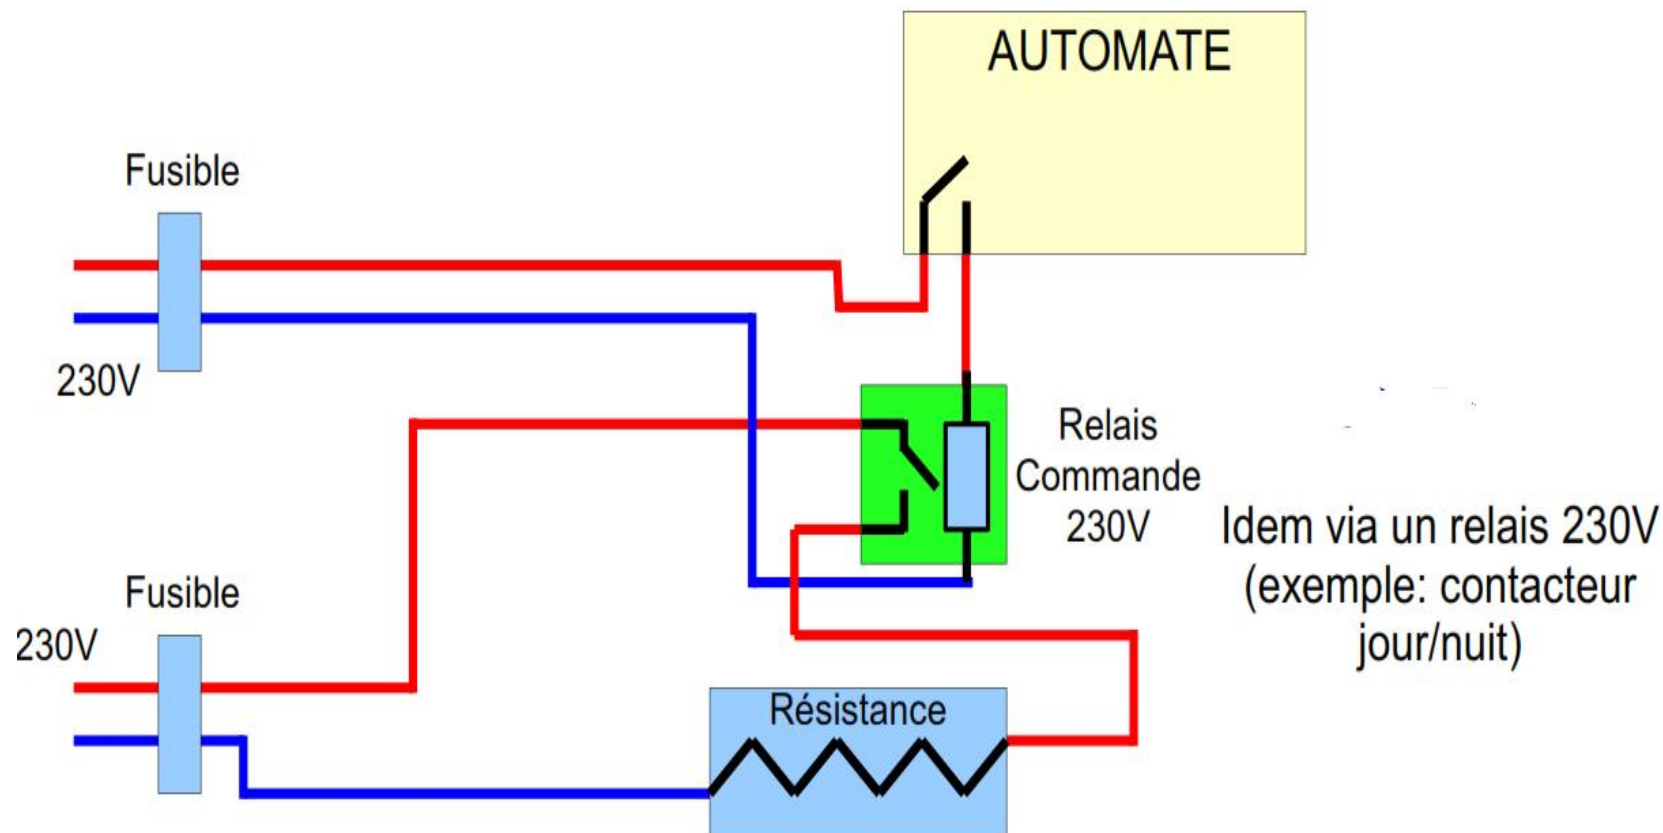 AUTOMATE
Fusible
230V
Relais
Commande
230V
Idem via un relais 230V
(exemple: contacteur
jour/nuit)
Fusible
230V
Résistance